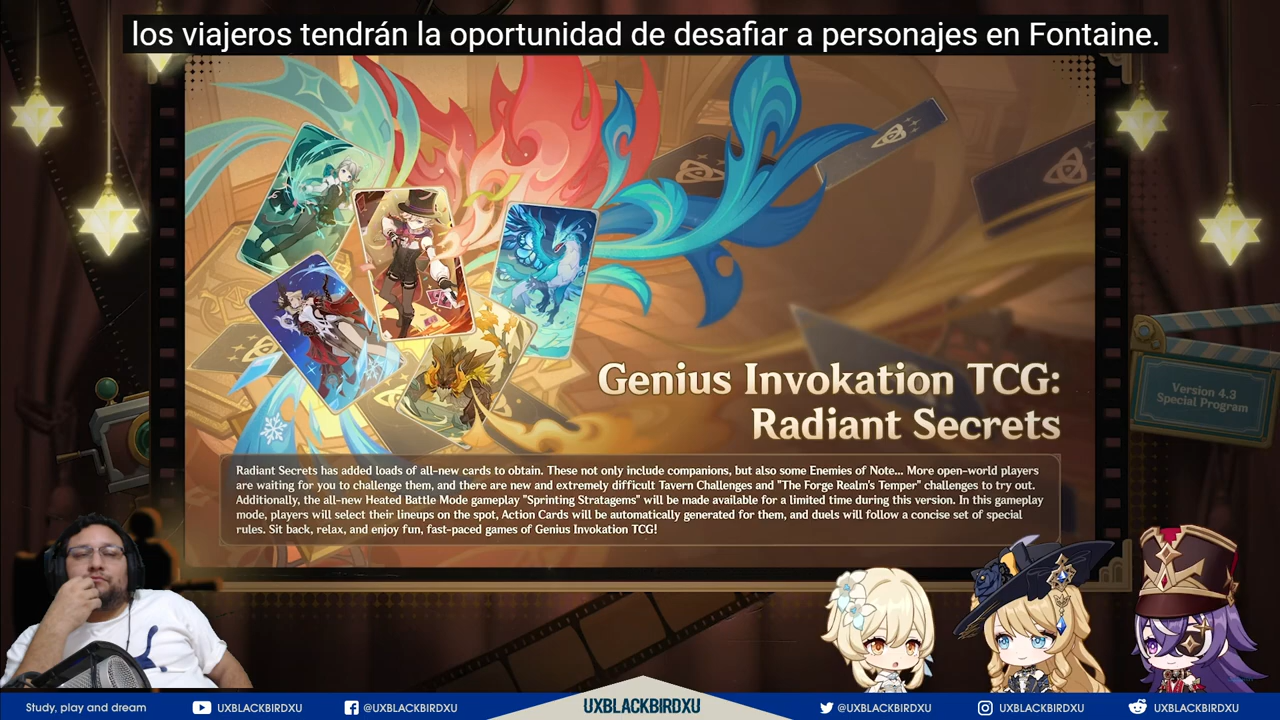 los viajeros tendrán la oportunidad de desafiar a personajes en Fontaine.
Genius Invokation TCG:
Radiant Secrets
Radiant Secrets has added loads of all-new cards to obtain. These not only include companions, but also some Enemies of Note... More open-world players
are waiting for you to challenge them, and there are new and extremely difficult Tavern Challenges and "The Forge Realm's Temper" challenges to try out.
Additionally, the all-new Heated Battle Mode gameplay "Sprinting Stratagems" will be made available for a limited time during this version. In this gameplay
mode, players will select their lineups on the spot, Action Cards will be automatically generated for them, and duels will follow a concise set of special
rules. Sit back, relax, and enjoy fun, fast-paced games of Genius Invokation TCG!
Version 4.3
Special Program
Study, play and dream
UXBLACKBIRDXU
@UXBLACKBIRDXU
UXBLACKBIRDXU
@UXBLACKBIRDXU
UXBLACKBIRDXU
UXBLACKBIRDXU